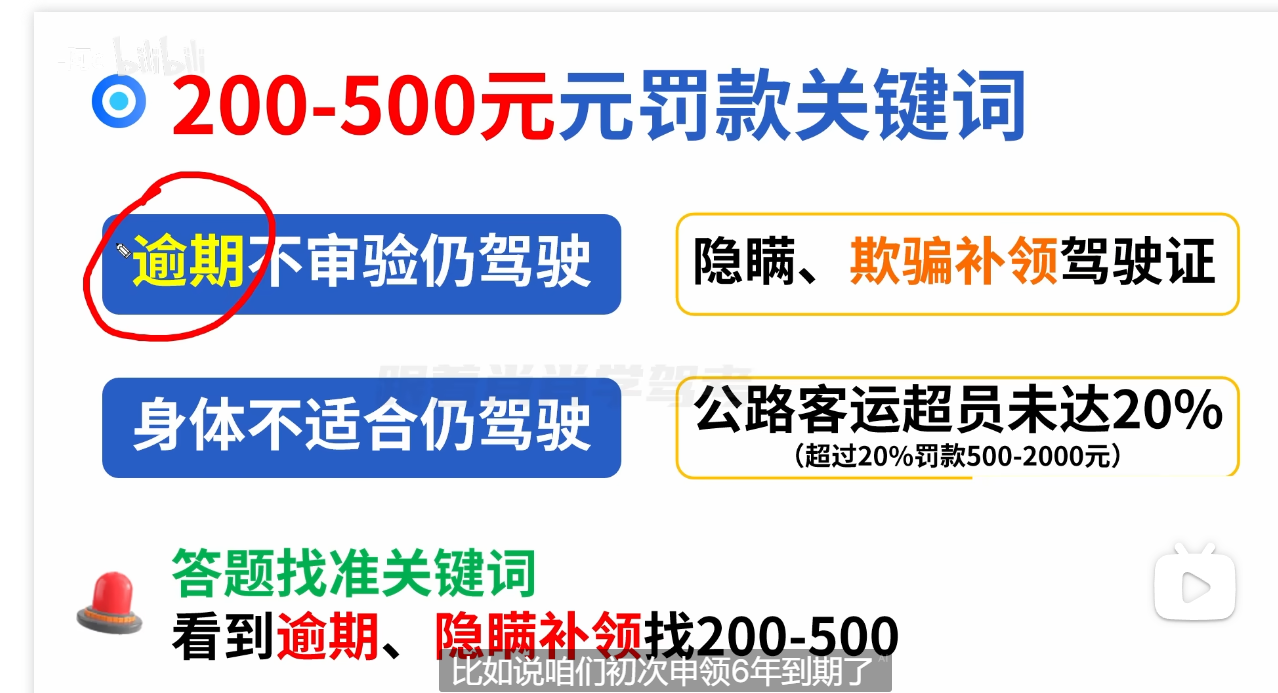 bilibili
200-500元元罚款关键词
逾期不审验仍驾驶
隐瞒、欺骗补领驾驶证
身体不适合仍驾驶
公路客运超员未达20%
(超过20%罚款500-2000元)
答题找准关键词
看到逾期、隐瞒补领找200-500
比如说咱们初次申领6年到期了
AI